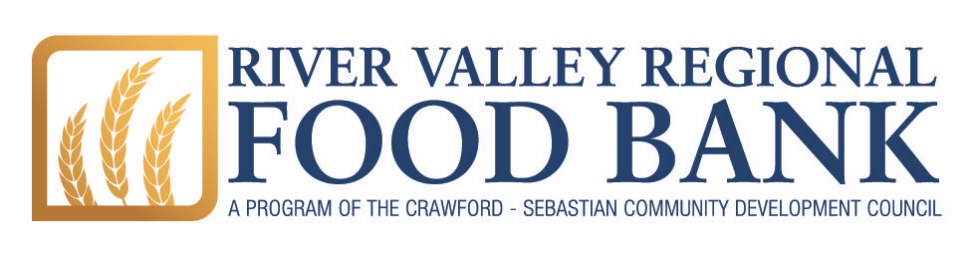 RIVER VALLEY REGIONAL
FOOD BANK
A PROGRAM OF THE CRAWFORD - SEBASTIAN COMMUNITY DEVELOPMENT COUNCIL